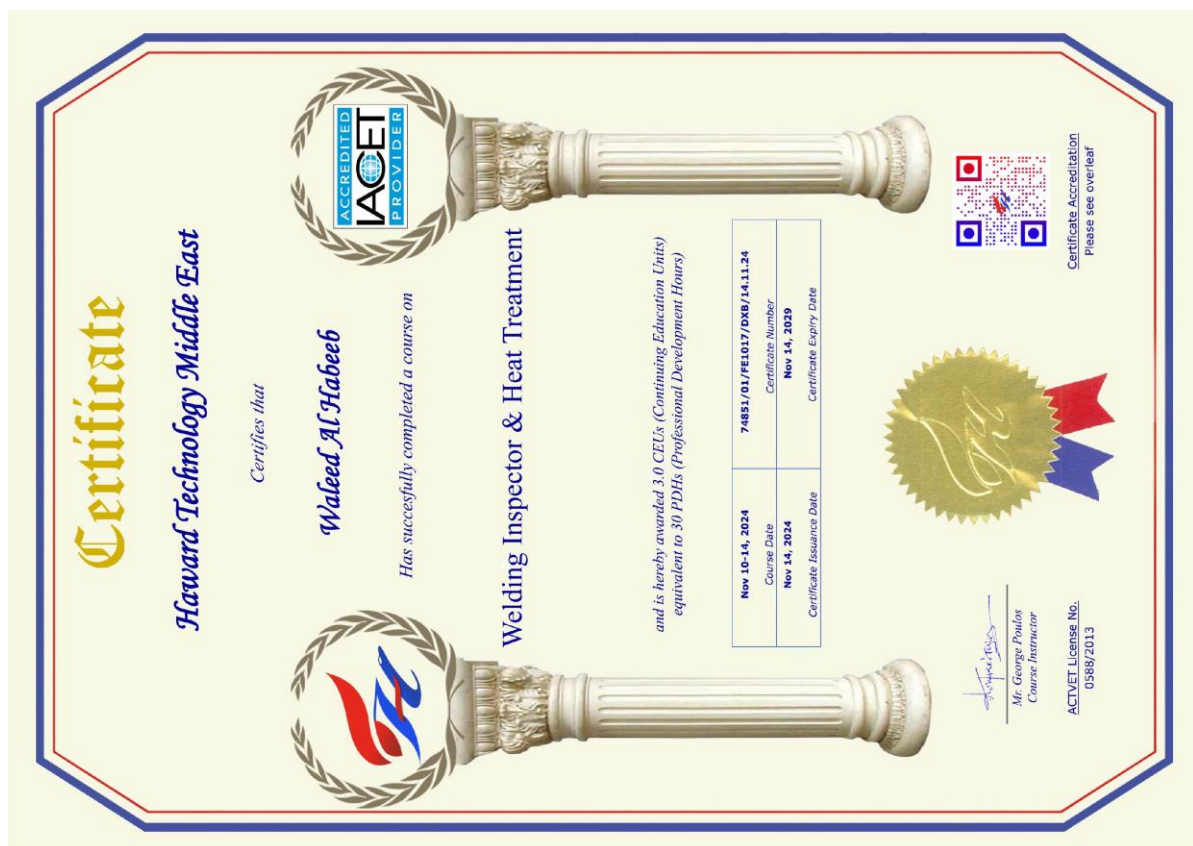 Certificate
Haward Technology Middle East
Certifies that
Waleed Al Habeeb
Has succesfully completed a course on
ACCREDITED
IACET
PROVIDER
Welding Inspector & Heat Treatment
and is hereby awarded 3.0 CEUs (Continuing Education Units)
equivalent to 30 PDHs (Professional Development Hours)
Nov 10-14, 2024 74851/01/FE1017/DXB/14.11.24
Course Date Certificate Number
Nov 14, 2024 Nov 14, 2029
Certificate Issuance Date Certificate Expiry Date
Mr. George Poulos
Course Instructor
ACTVET License No.
0588/2013
Certificate Accreditation
Please see overleaf